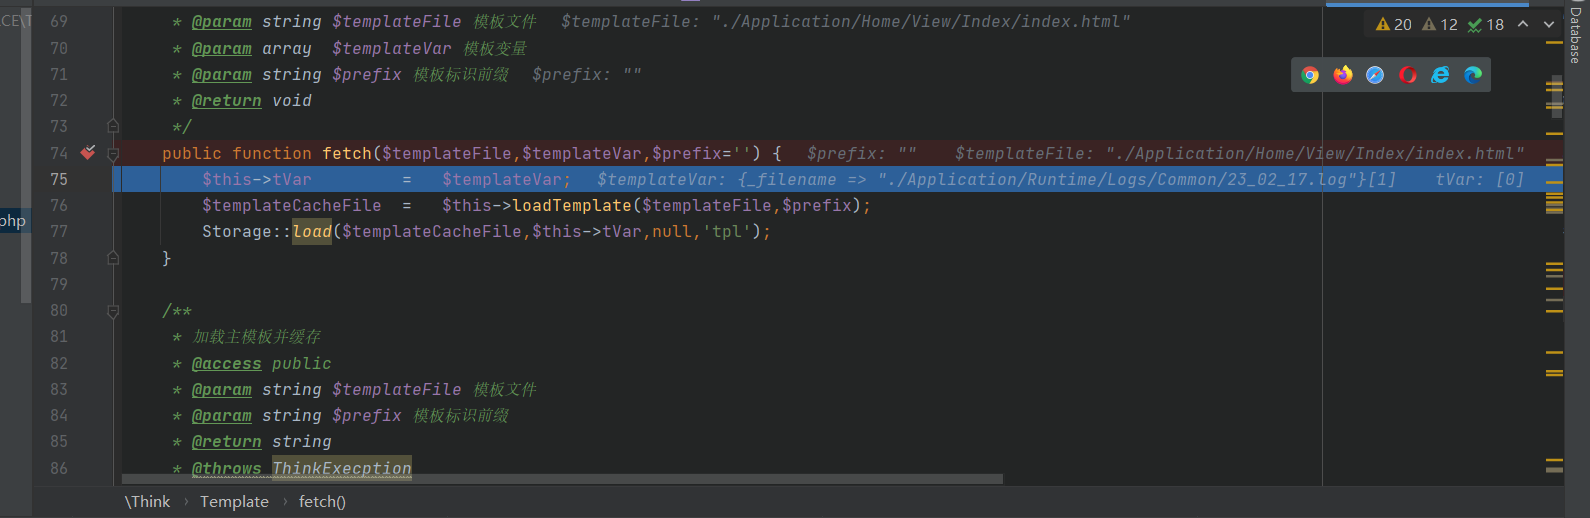 69 * @param string $templateFile 模板文件 $templateFile: "./Application/Home/View/Index/index.html"
20 12 18
CE\T
70 * @param array $templateVar 模板变量
71 * @param string $prefix 模板标识前缀 $prefix: ""
72 * @return void
73 */
74 public function fetch($templateFile,$templateVar,$prefix='') { $prefix: "" $templateFile: "./Application/Home/View/Index/index.html"
75 $this->tVar = $templateVar; $templateVar: {_filename => "./Application/Runtime/Logs/Common/23_02_17.log"}[1] tVar: [0]
76 $templateCacheFile = $this->loadTemplate($templateFile,$prefix);
php
77 Storage::load($templateCacheFile,$this->tVar,null,'tpl');
78 }
79
80 /**
81 * 加载主模板并缓存
82 * @access public
83 * @param string $templateFile 模板文件
84 * @param string $prefix 模板标识前缀
85 * @return string
86 * @throws ThinkExecption
\Think › Template › fetch()
Database